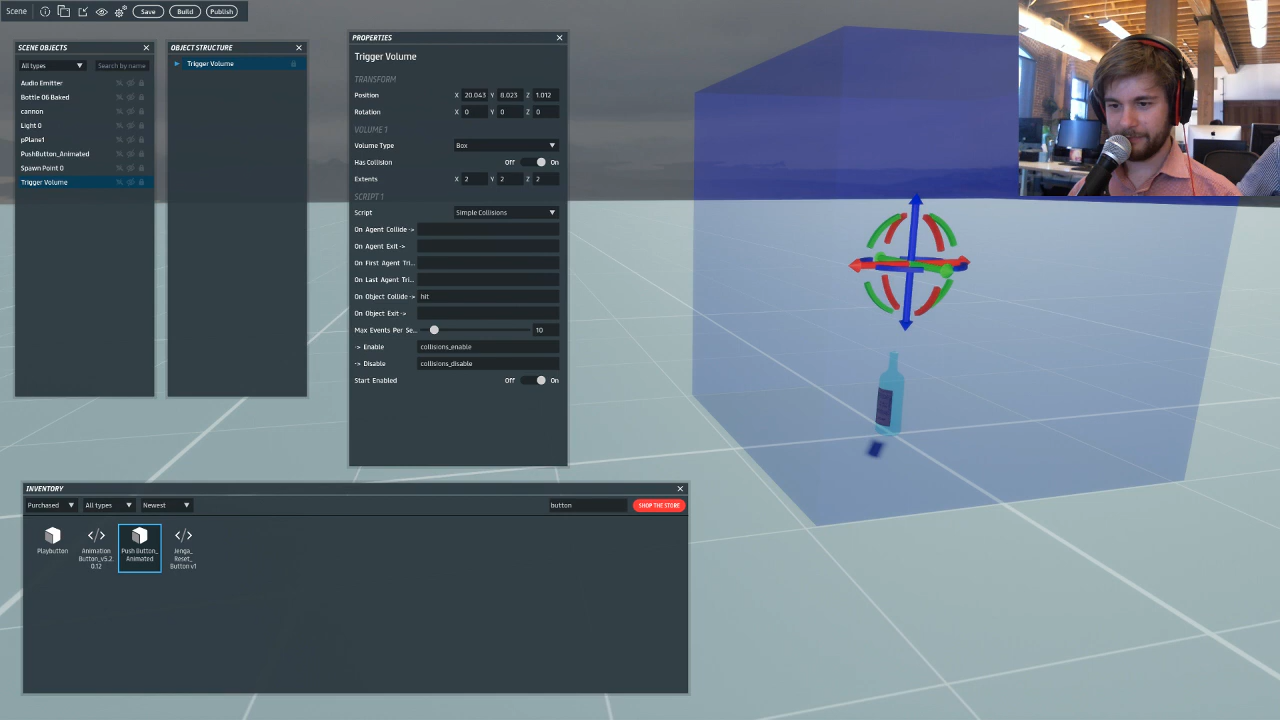 Scene
Save
Build
Publish
SCENE OBJECTS
All types
Search by name
Audio Emitter
Bottle 06 Baked
cannon
Light 0
pPlane1
PushButton_Animated
Spawn Point 0
Trigger Volume
OBJECT STRUCTURE
Trigger Volume
PROPERTIES
Trigger Volume
TRANSFORM
Position X 20.043 Y 8.023 Z 1.012
Rotation X 0 Y 0 Z 0
VOLUME 1
Volume Type Box
Has Collision Off On
Extents X 2 Y 2 Z 2
SCRIPT 1
Script Simple Collisions
On Agent Collide ->
On Agent Exit ->
On First Agent Tri...
On Last Agent Tri...
On Object Collide -> hit
On Object Exit ->
Max Events Per Se... 10
-> Enable collisions_enable
-> Disable collisions_disable
Start Enabled Off On
INVENTORY
Purchased All types Newest button SHOP THE STORE
Playbutton
Animation
Button_v5.2.
0.12
Push Button_
Animated
Jenga_
Reset_
Button v1